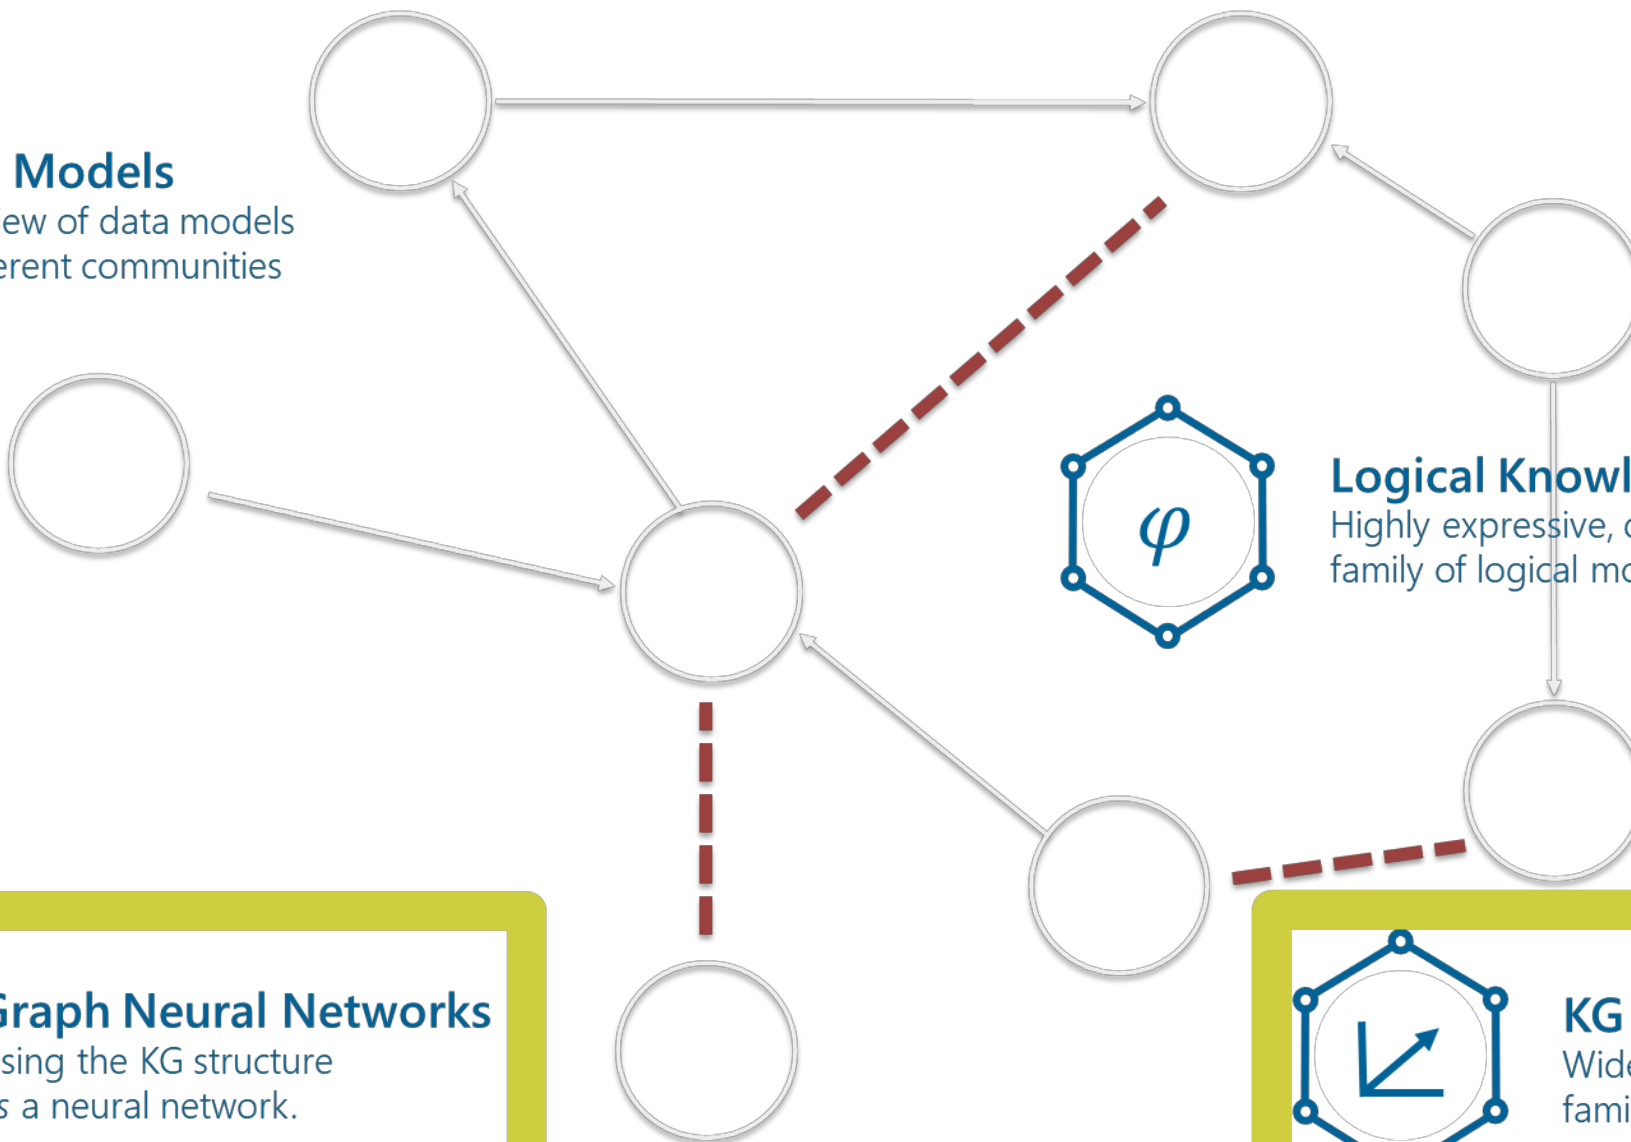 Models
iew of data models
erent communities
φ
Logical Knowl
Highly expressive,
family of logical mo
Graph Neural Networks
sing the KG structure
s a neural network.
KG
Wide
fami